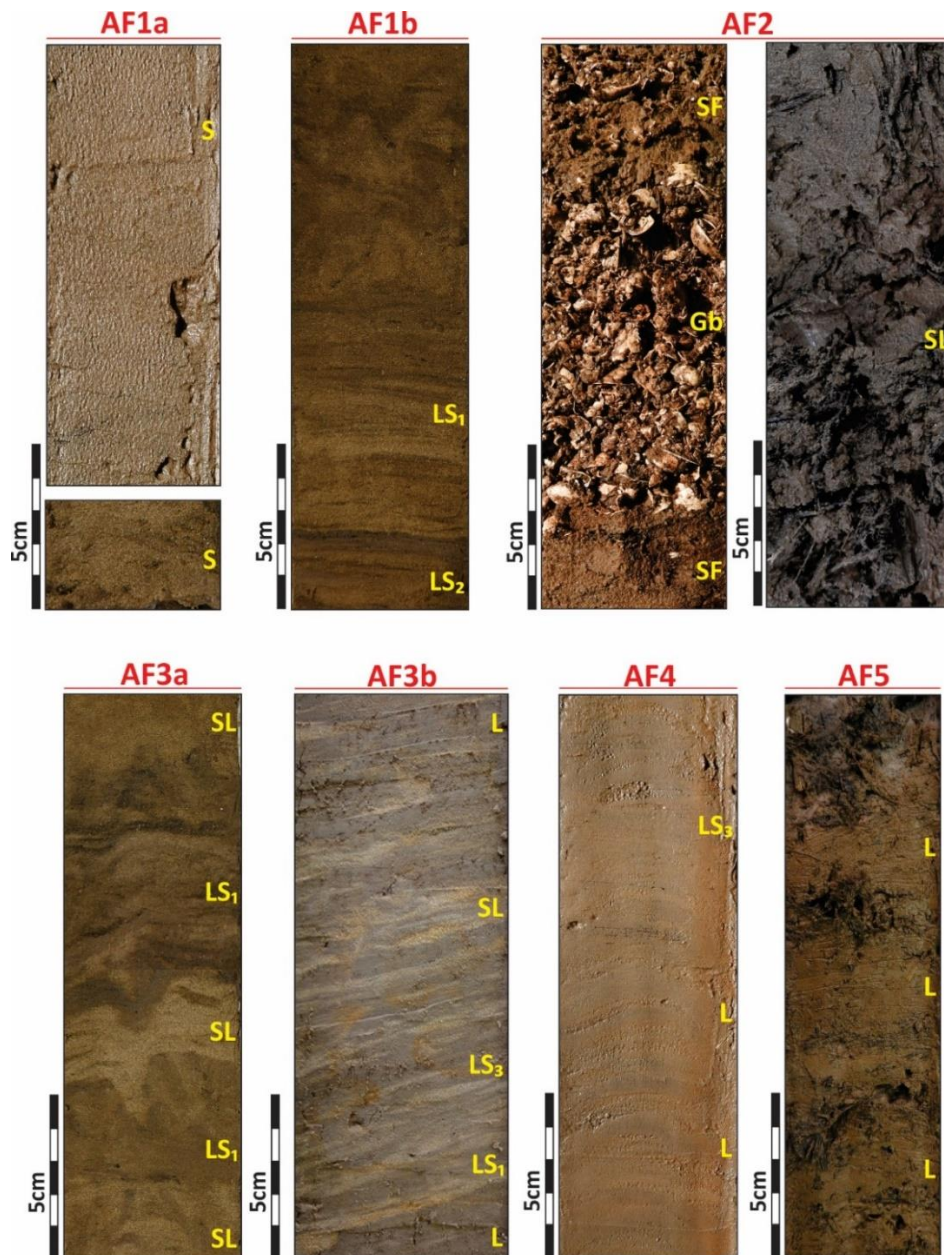 AF1a
AF1b
AF2
S
S
5cm
LS₁
LS₂
5cm
SF
Gb
SF
5cm
SL
5cm
AF3a
AF3b
AF4
AF5
SL
LS₁
SL
LS₁
SL
5cm
L
SL
LS₃
LS₁
L
5cm
LS₃
L
L
5cm
L
L
L
5cm